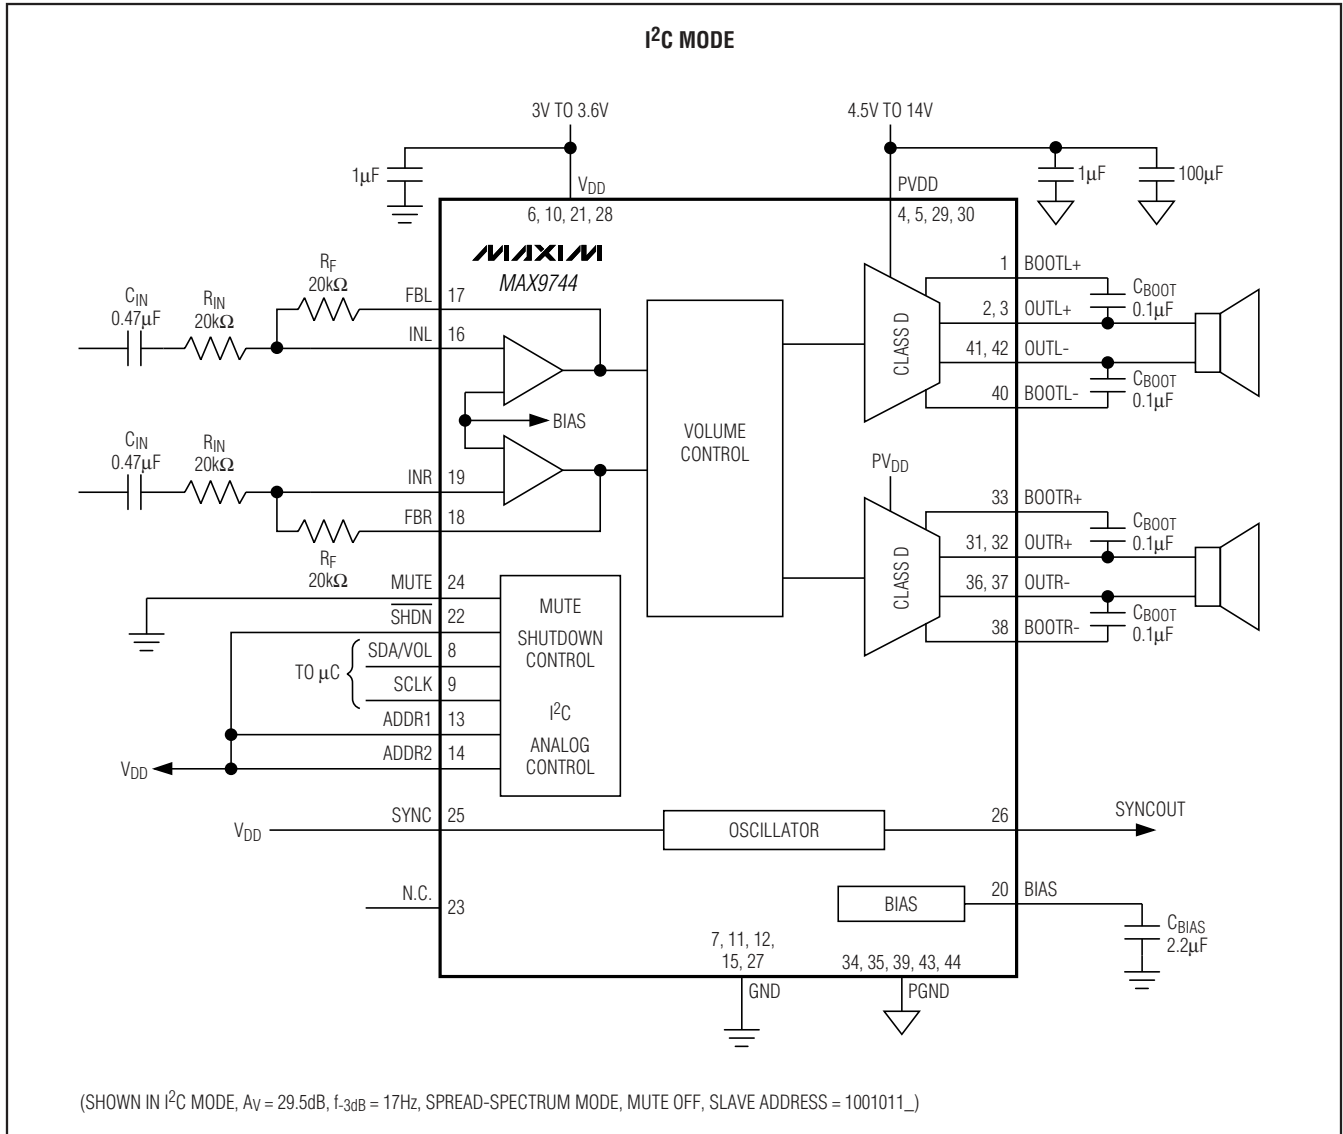 I²C MODE
3V TO 3.6V
4.5V TO 14V
1µF
VDD
PVDD
1µF
100µF
6, 10, 21, 28
4, 5, 29, 30
MAXIM
MAX9744
RF
20kΩ
CIN
0.47µF
RIN
20kΩ
FBL
17
INL
16
BIAS
CIN
0.47µF
RIN
20kΩ
INR
19
FBR
18
RF
20kΩ
VOLUME
CONTROL
CLASS D
1
BOOTL+
CBOOT
0.1µF
2, 3
OUTL+
41, 42
OUTL-
CBOOT
0.1µF
40
BOOTL-
PVDD
CLASS D
33
BOOTR+
CBOOT
0.1µF
31, 32
OUTR+
36, 37
OUTR-
CBOOT
0.1µF
38
BOOTR-
MUTE
24
SHDN
22
SDA/VOL
8
TO µC
SCLK
9
ADDR1
13
ADDR2
14
VDD
MUTE
SHUTDOWN
CONTROL
I²C
ANALOG
CONTROL
SYNC
25
VDD
OSCILLATOR
26
SYNCOUT
N.C.
23
BIAS
20
BIAS
CBIAS
2.2µF
7, 11, 12,
15, 27
GND
34, 35, 39, 43, 44
PGND
(SHOWN IN I²C MODE, AV = 29.5dB, f-3dB = 17Hz, SPREAD-SPECTRUM MODE, MUTE OFF, SLAVE ADDRESS = 1001011_)